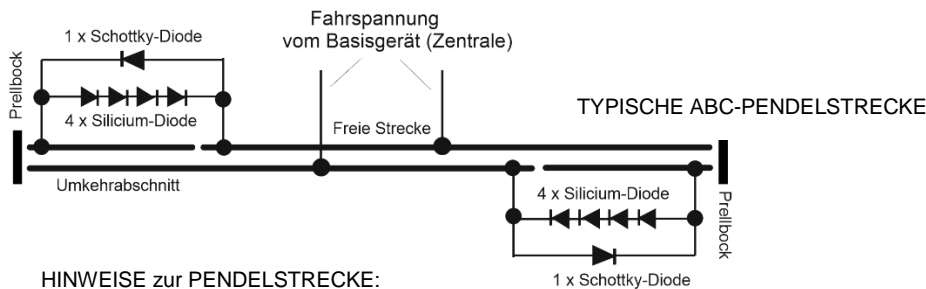 Fahrspannung
vom Basisgerät (Zentrale)
1 x Schottky-Diode
Prellbock
4 x Silicium-Diode
TYPISCHE ABC-PENDELSTRECKE
Freie Strecke
Umkehrabschnitt
4 x Silicium-Diode
Prellbock
HINWEISE zur PENDELSTRECKE:
1 x Schottky-Diode